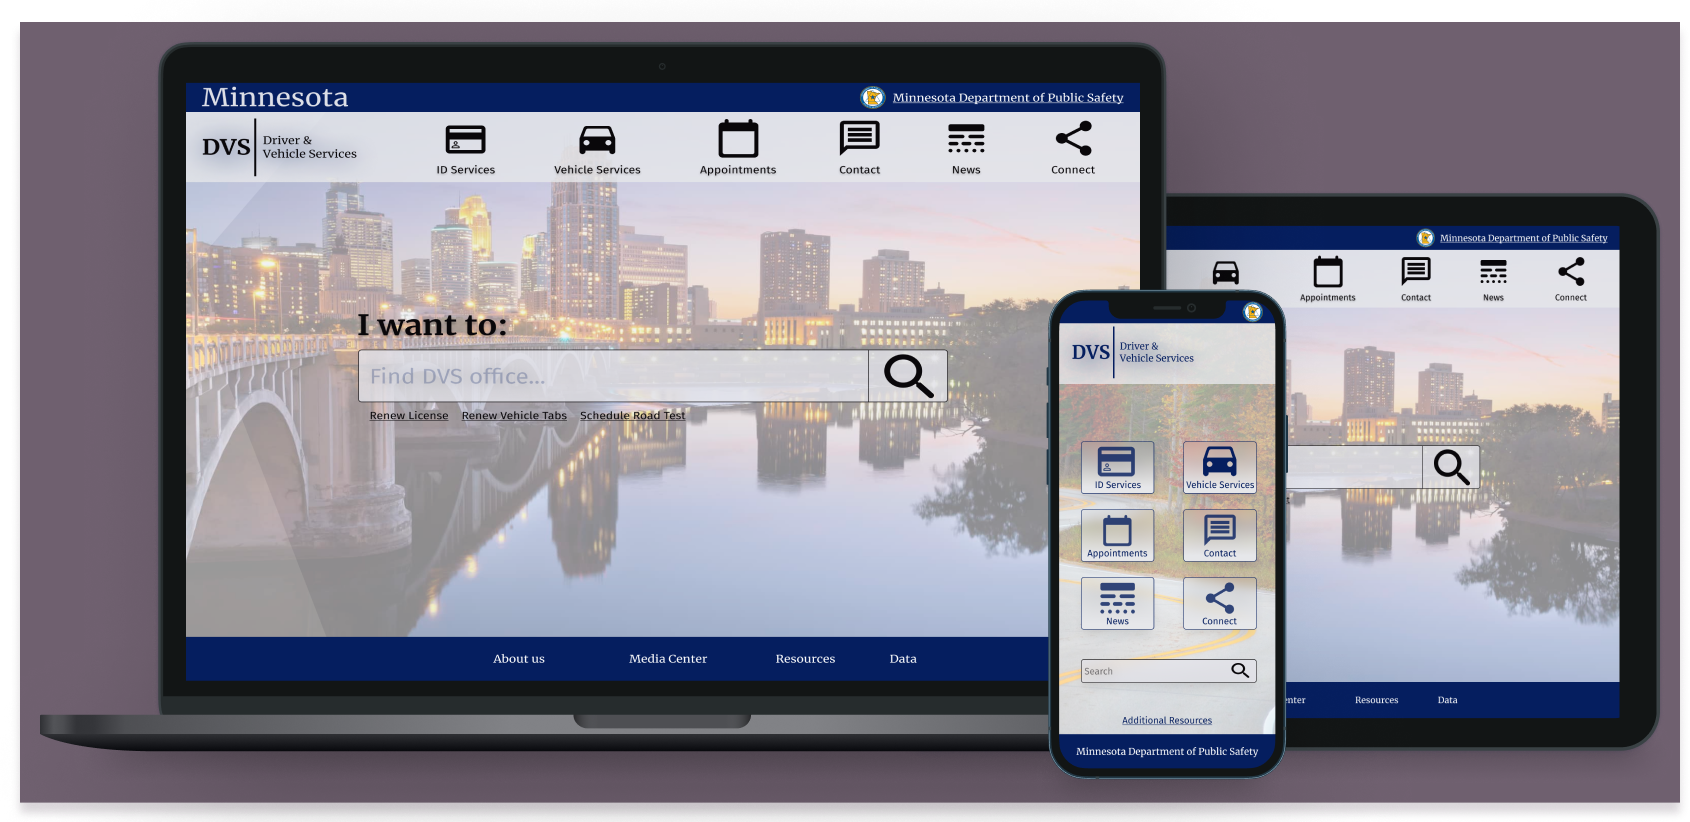 Minnesota
Minnesota Department of Public Safety
DVS
Driver &
Vehicle Services
ID Services
Vehicle Services
Appointments
Contact
News
Connect
I want to:
Find DVS office...
Renew License
Renew Vehicle Tabs
Schedule Road Test
About us
Media Center
Resources
Data
Minnesota Department of Public Safety
Appointments
Contact
News
Connect
Resources
Data
DVS
Driver &
Vehicle Services
ID Services
Vehicle Services
Appointments
Contact
News
Connect
Search
Additional Resources
Minnesota Department of Public Safety